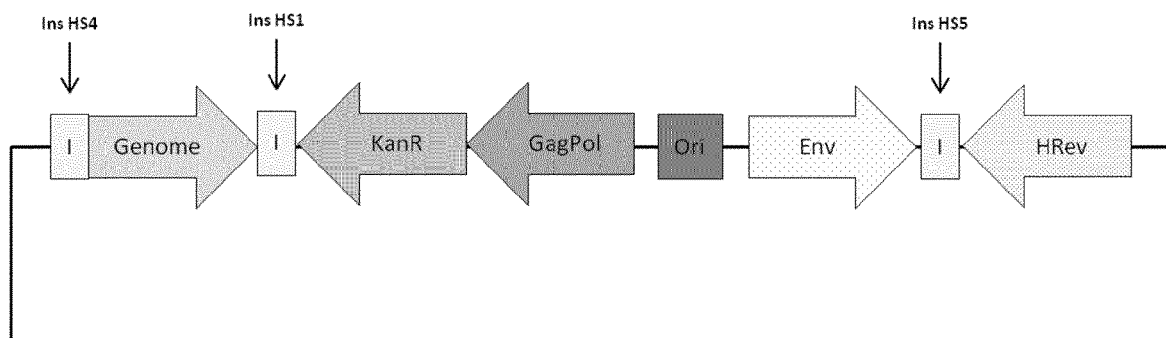 Ins HS4
Ins HS1
Ins HS5
I
Genome
I
KanR
GagPol
Ori
Env
I
HRev